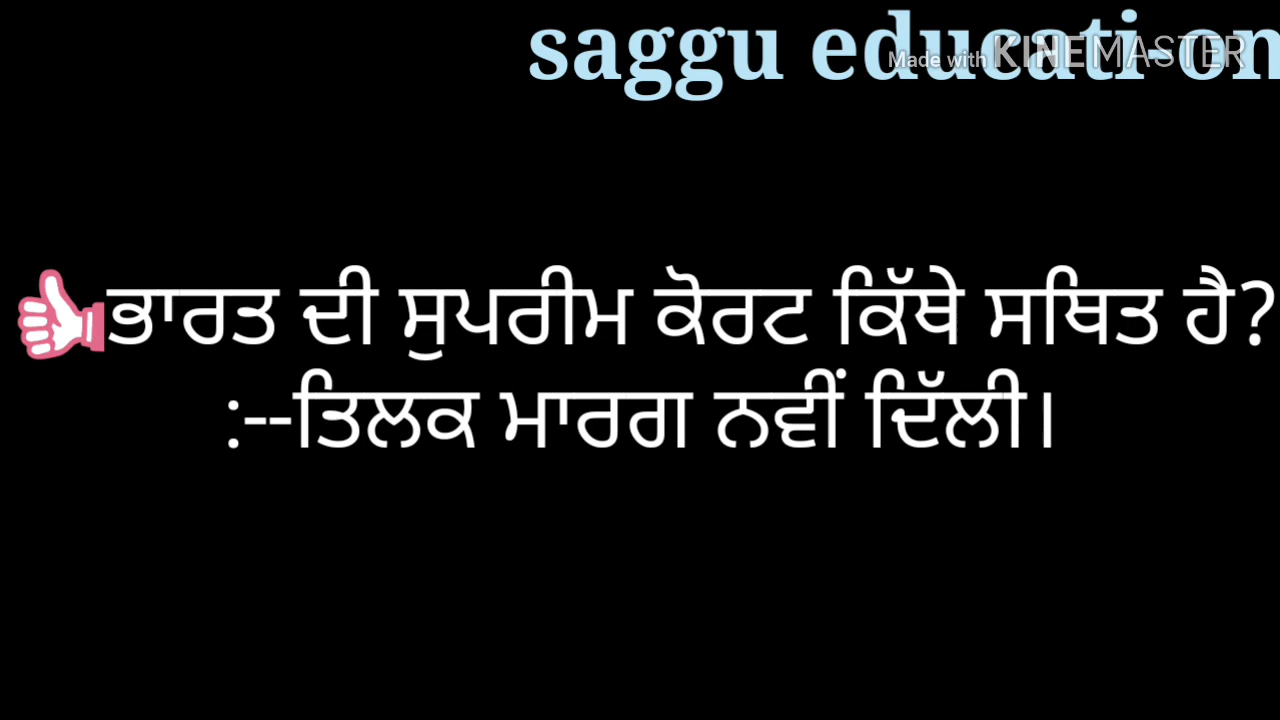 saggu educati-on
Made with KINEMASTER
👍ਭਾਰਤ ਦੀ ਸੁਪਰੀਮ ਕੋਰਟ ਕਿੱਥੇ ਸਥਿਤ ਹੈ?
:--ਤਿਲਕ ਮਾਰਗ ਨਵੀਂ ਦਿੱਲੀ।